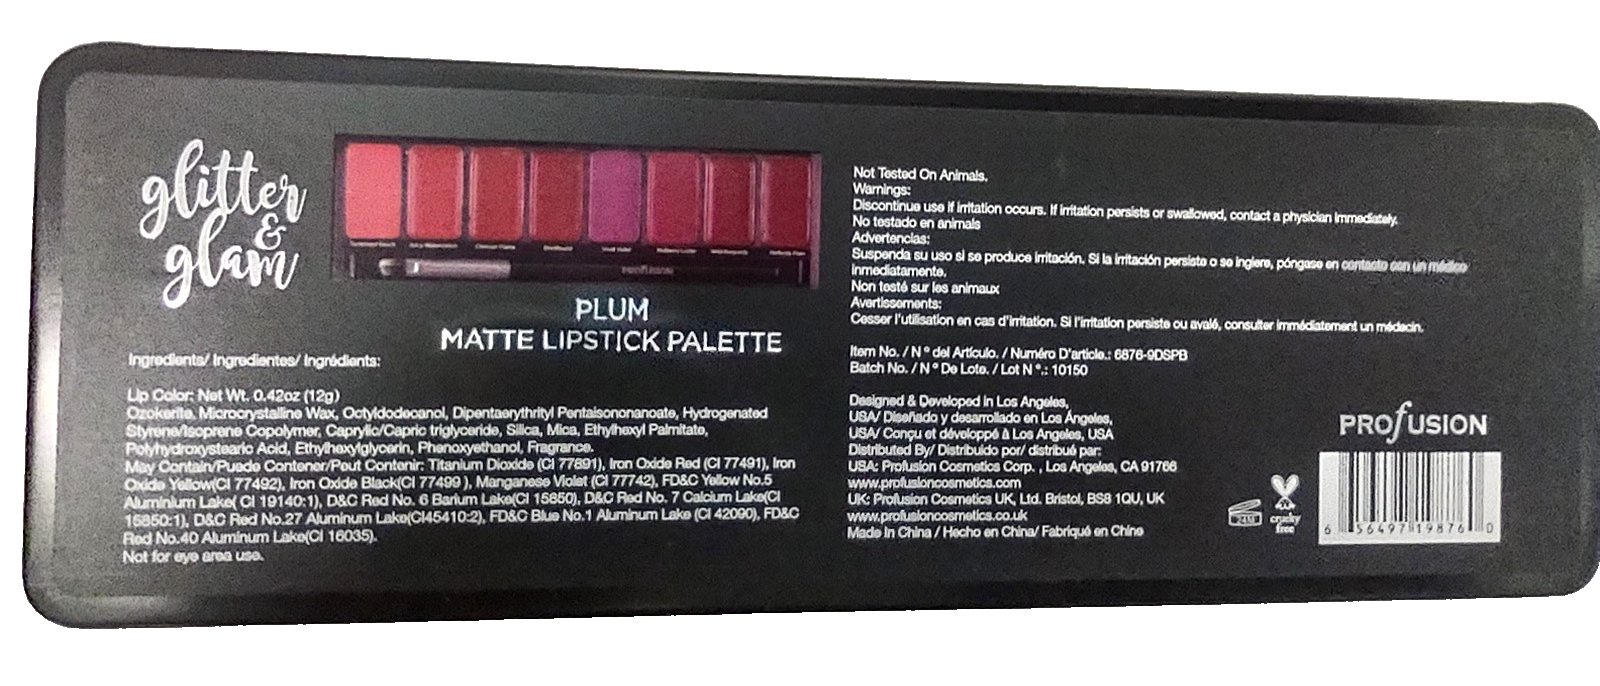 glitter
&
glam
PROFUSION
PLUM
MATTE LIPSTICK PALETTE
Ingredients/ Ingredientes/ Ingrédients:
Lip Color: Net Wt. 0.42oz (12g)
Ozokerite, Microcrystalline Wax, Octyldodecanol, Dipentaerythrityl Pentaisononanoate, Hydrogenated
Styrene/Isoprene Copolymer, Caprylic/Capric triglyceride, Silica, Mica, Ethylhexyl Palmitate,
Polyhydroxystearic Acid, Ethylhexylglycerin, Phenoxyethanol, Fragrance.
May Contain/Puede Contener/Peut Contenir: Titanium Dioxide (CI 77891), Iron Oxide Red (CI 77491), Iron
Oxide Yellow(CI 77492), Iron Oxide Black(CI 77499 ), Manganese Violet (CI 77742), FD&C Yellow No.5
Aluminium Lake( CI 19140:1), D&C Red No. 6 Barium Lake(CI 15850), D&C Red No. 7 Calcium Lake(CI
15850:1), D&C Red No.27 Aluminum Lake(CI45410:2), FD&C Blue No.1 Aluminum Lake (CI 42090), FD&C
Red No.40 Aluminum Lake(CI 16035).
Not for eye area use.
Not Tested On Animals.
Warnings:
Discontinue use if irritation occurs. If irritation persists or swallowed, contact a physician immediately.
No testado en animals
Advertencias:
Suspenda su uso si se produce irritación. Si la irritación persiste o se ingiere, póngase en contacto con un médico
inmediatamente.
Non testé sur les animaux
Avertissements:
Cesser l'utilisation en cas d'irritation. Si l'irritation persiste ou avalé, consulter immédiatement un médecin.
Item No. / N° del Artículo. / Numéro D'article.: 6876-9DSPB
Batch No. / N° De Lote. / Lot N°.: 10150
Designed & Developed in Los Angeles,
USA/ Diseñado y desarrollado en Los Ángeles,
USA/ Conçu et développé à Los Angeles, USA
Distributed By/ Distribuido por/ distribué par:
USA: Profusion Cosmetics Corp. , Los Angeles, CA 91766
www.profusioncosmetics.com
UK: Profusion Cosmetics UK, Ltd. Bristol, BS8 1QU, UK
www.profusioncosmetics.co.uk
Made in China / Hecho en China/ Fabriqué en Chine
PROFUSION
24M
cruelty
free
6 56497 19876 0